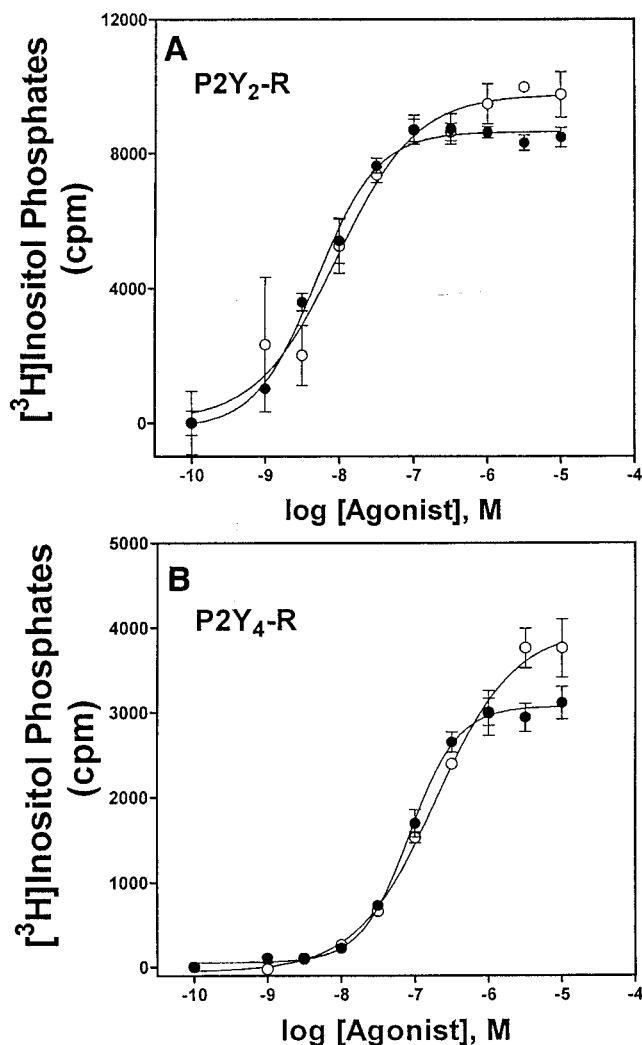 A
P2Y₂-R
12000
8000
4000
0
[³H]Inositol Phosphates
(cpm)
-10 -9 -8 -7 -6 -5 -4
log [Agonist], M
B
P2Y₄-R
5000
4000
3000
2000
1000
0
[³H]Inositol Phosphates
(cpm)
-10 -9 -8 -7 -6 -5 -4
log [Agonist], M